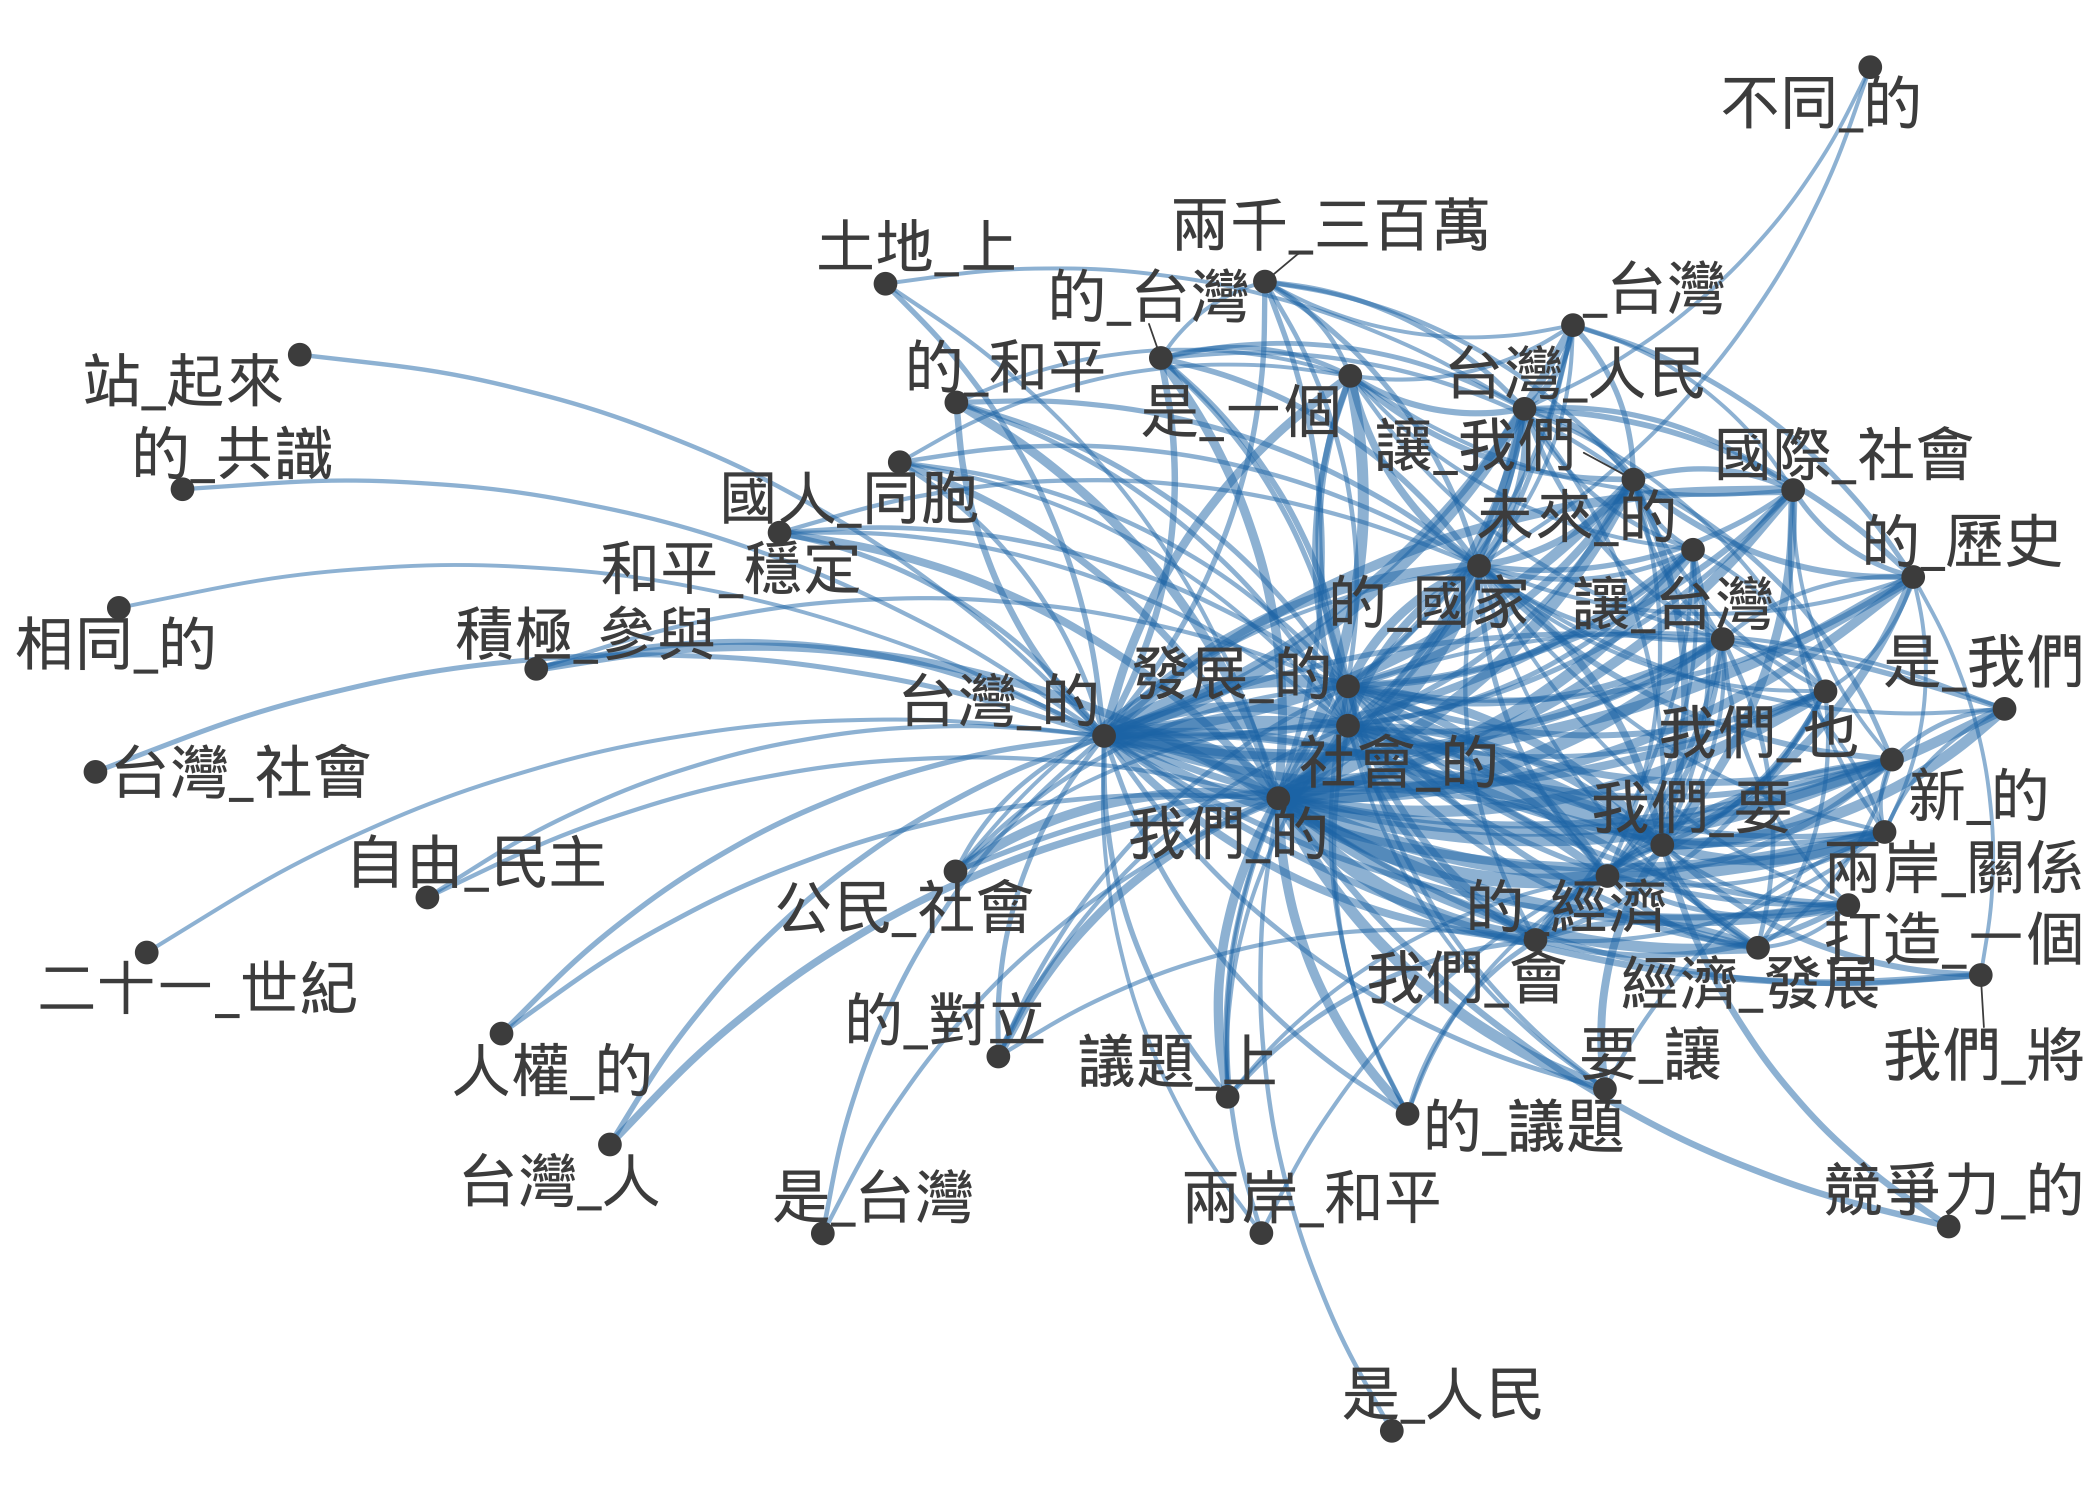 不同_的
兩千_三百萬
土地_上
的_台灣
_台灣
的_和平
台灣_人民
站_起來
是_一個
讓_我們
的_共識
國際_社會
國人_同胞
未來_的
的_歷史
和平_穩定
的_國家
讓_台灣
積極_參與
相同_的
發展_的
是_我們
台灣_的
我們_也
社會_的
台灣_社會
新_的
我們_要
我們_的
自由_民主
兩岸_關係
公民_社會
的_經濟
打造_一個
我們_會
經濟_發展
二十一_世紀
的_對立
議題_上
要_讓
我們_將
人權_的
的_議題
台灣_人
是_台灣
兩岸_和平
競爭力_的
是_人民